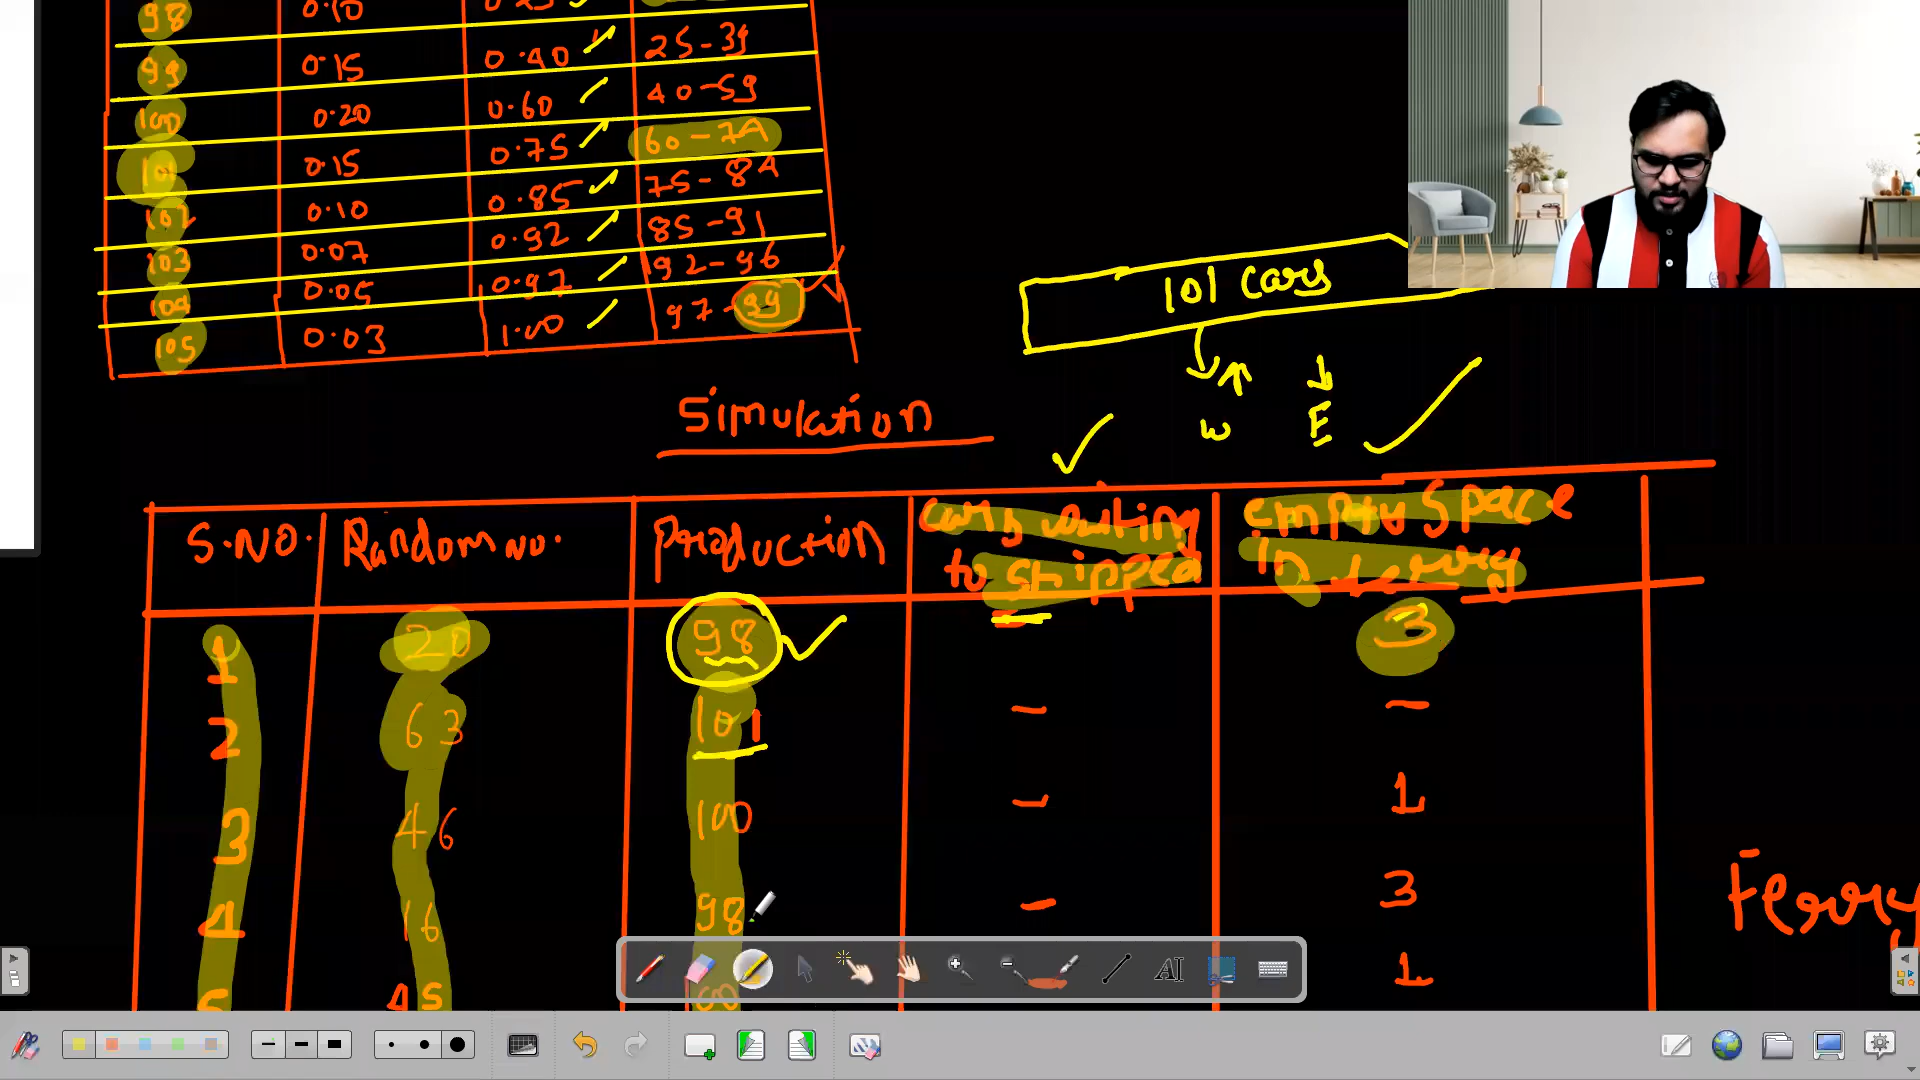 98 0.10
99 0.15 0.40 25-39
100 0.20 0.60 40-59
101 0.15 0.75 60-74
102 0.10 0.85 75-84
103 0.07 0.92 85-91
104 0.05 0.97 92-96
105 0.03 1.00 97-99
101 cars
W E
Simulation
S.NO. Random No. Production cars waiting to shipped empty space in ferry
1 20 98 - 3
2 63 101 - -
3 46 100 - 1
4 16 98 - 3
5 45 1
Ferry
AI